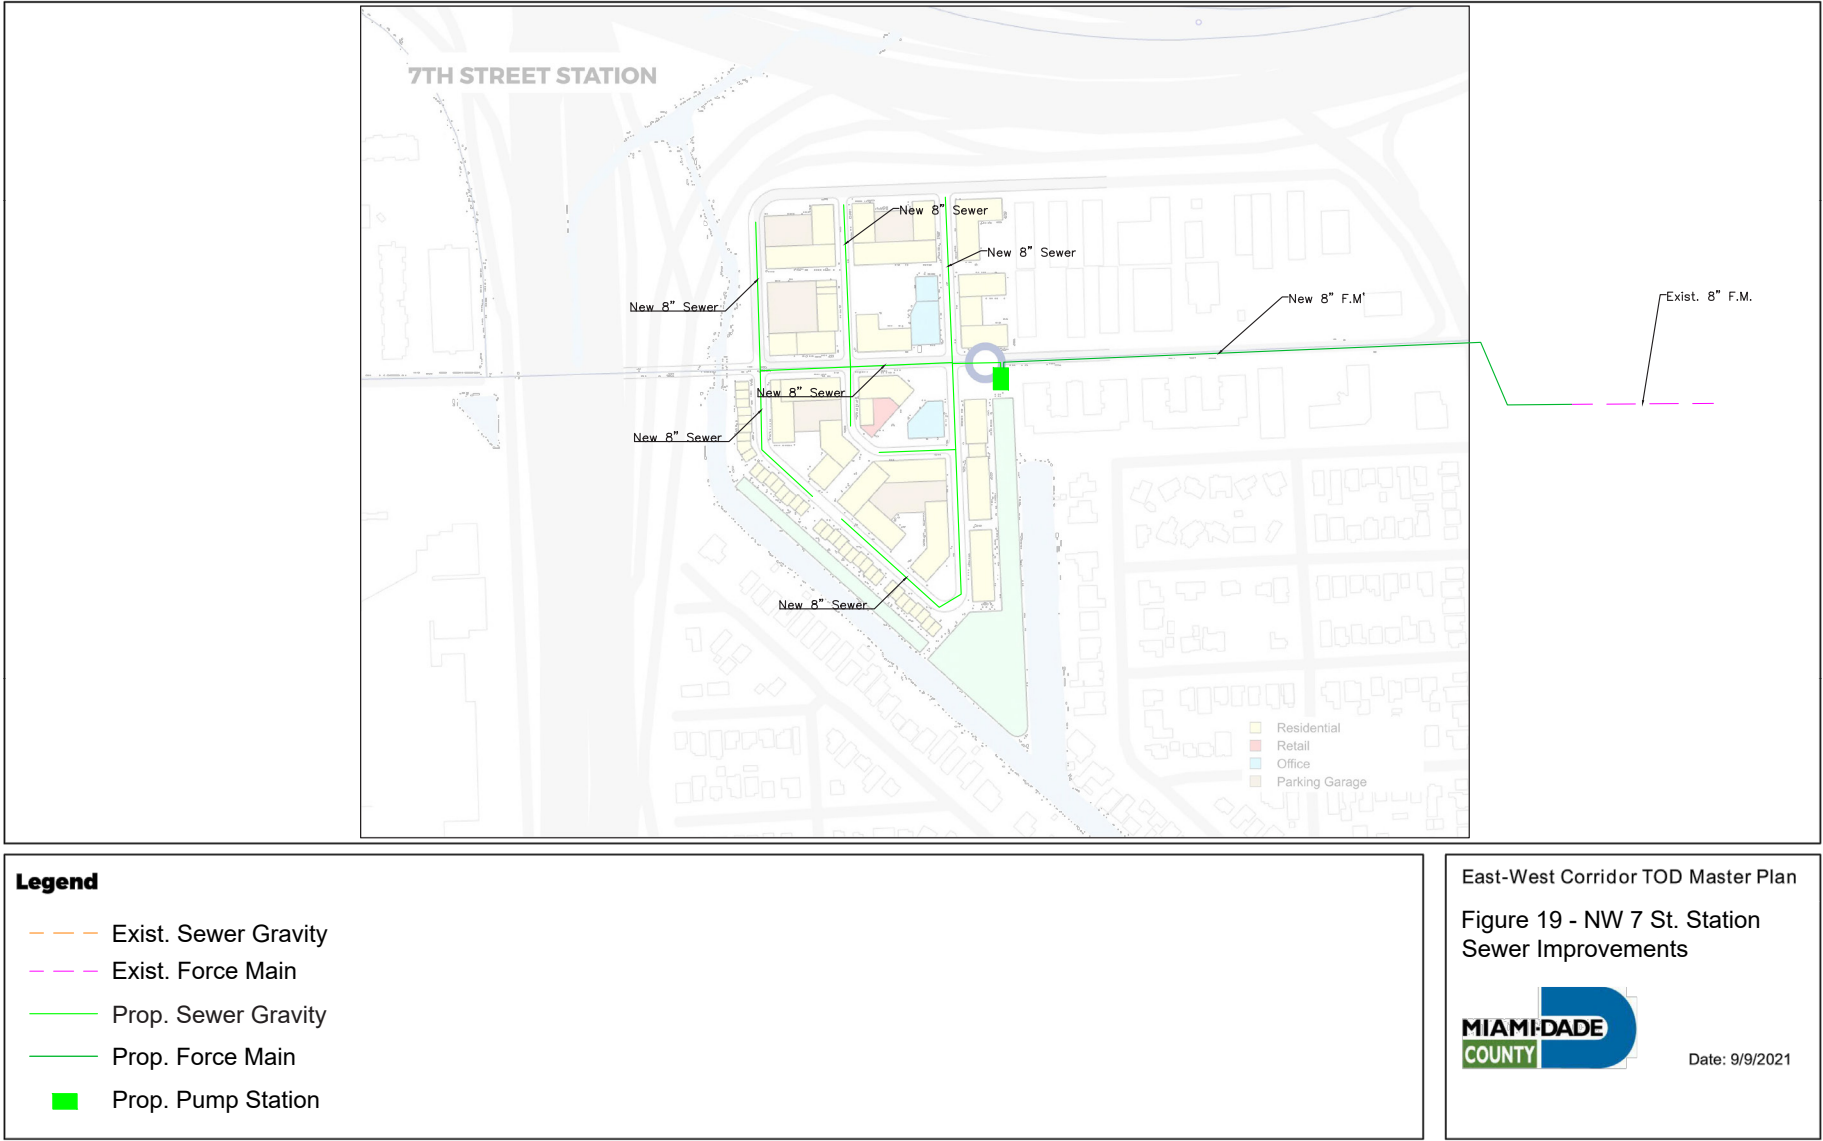 7TH STREET STATION
New 8" Sewer
New 8" Sewer
New 8" Sewer
New 8" F.M'
Exist. 8" F.M.
New 8" Sewer
New 8" Sewer
New 8" Sewer
Residential
Retail
Office
Parking Garage
Legend
Exist. Sewer Gravity
Exist. Force Main
Prop. Sewer Gravity
Prop. Force Main
Prop. Pump Station
East-West Corridor TOD Master Plan
Figure 19 - NW 7 St. Station
Sewer Improvements
MIAMI-DADE
COUNTY
Date: 9/9/2021